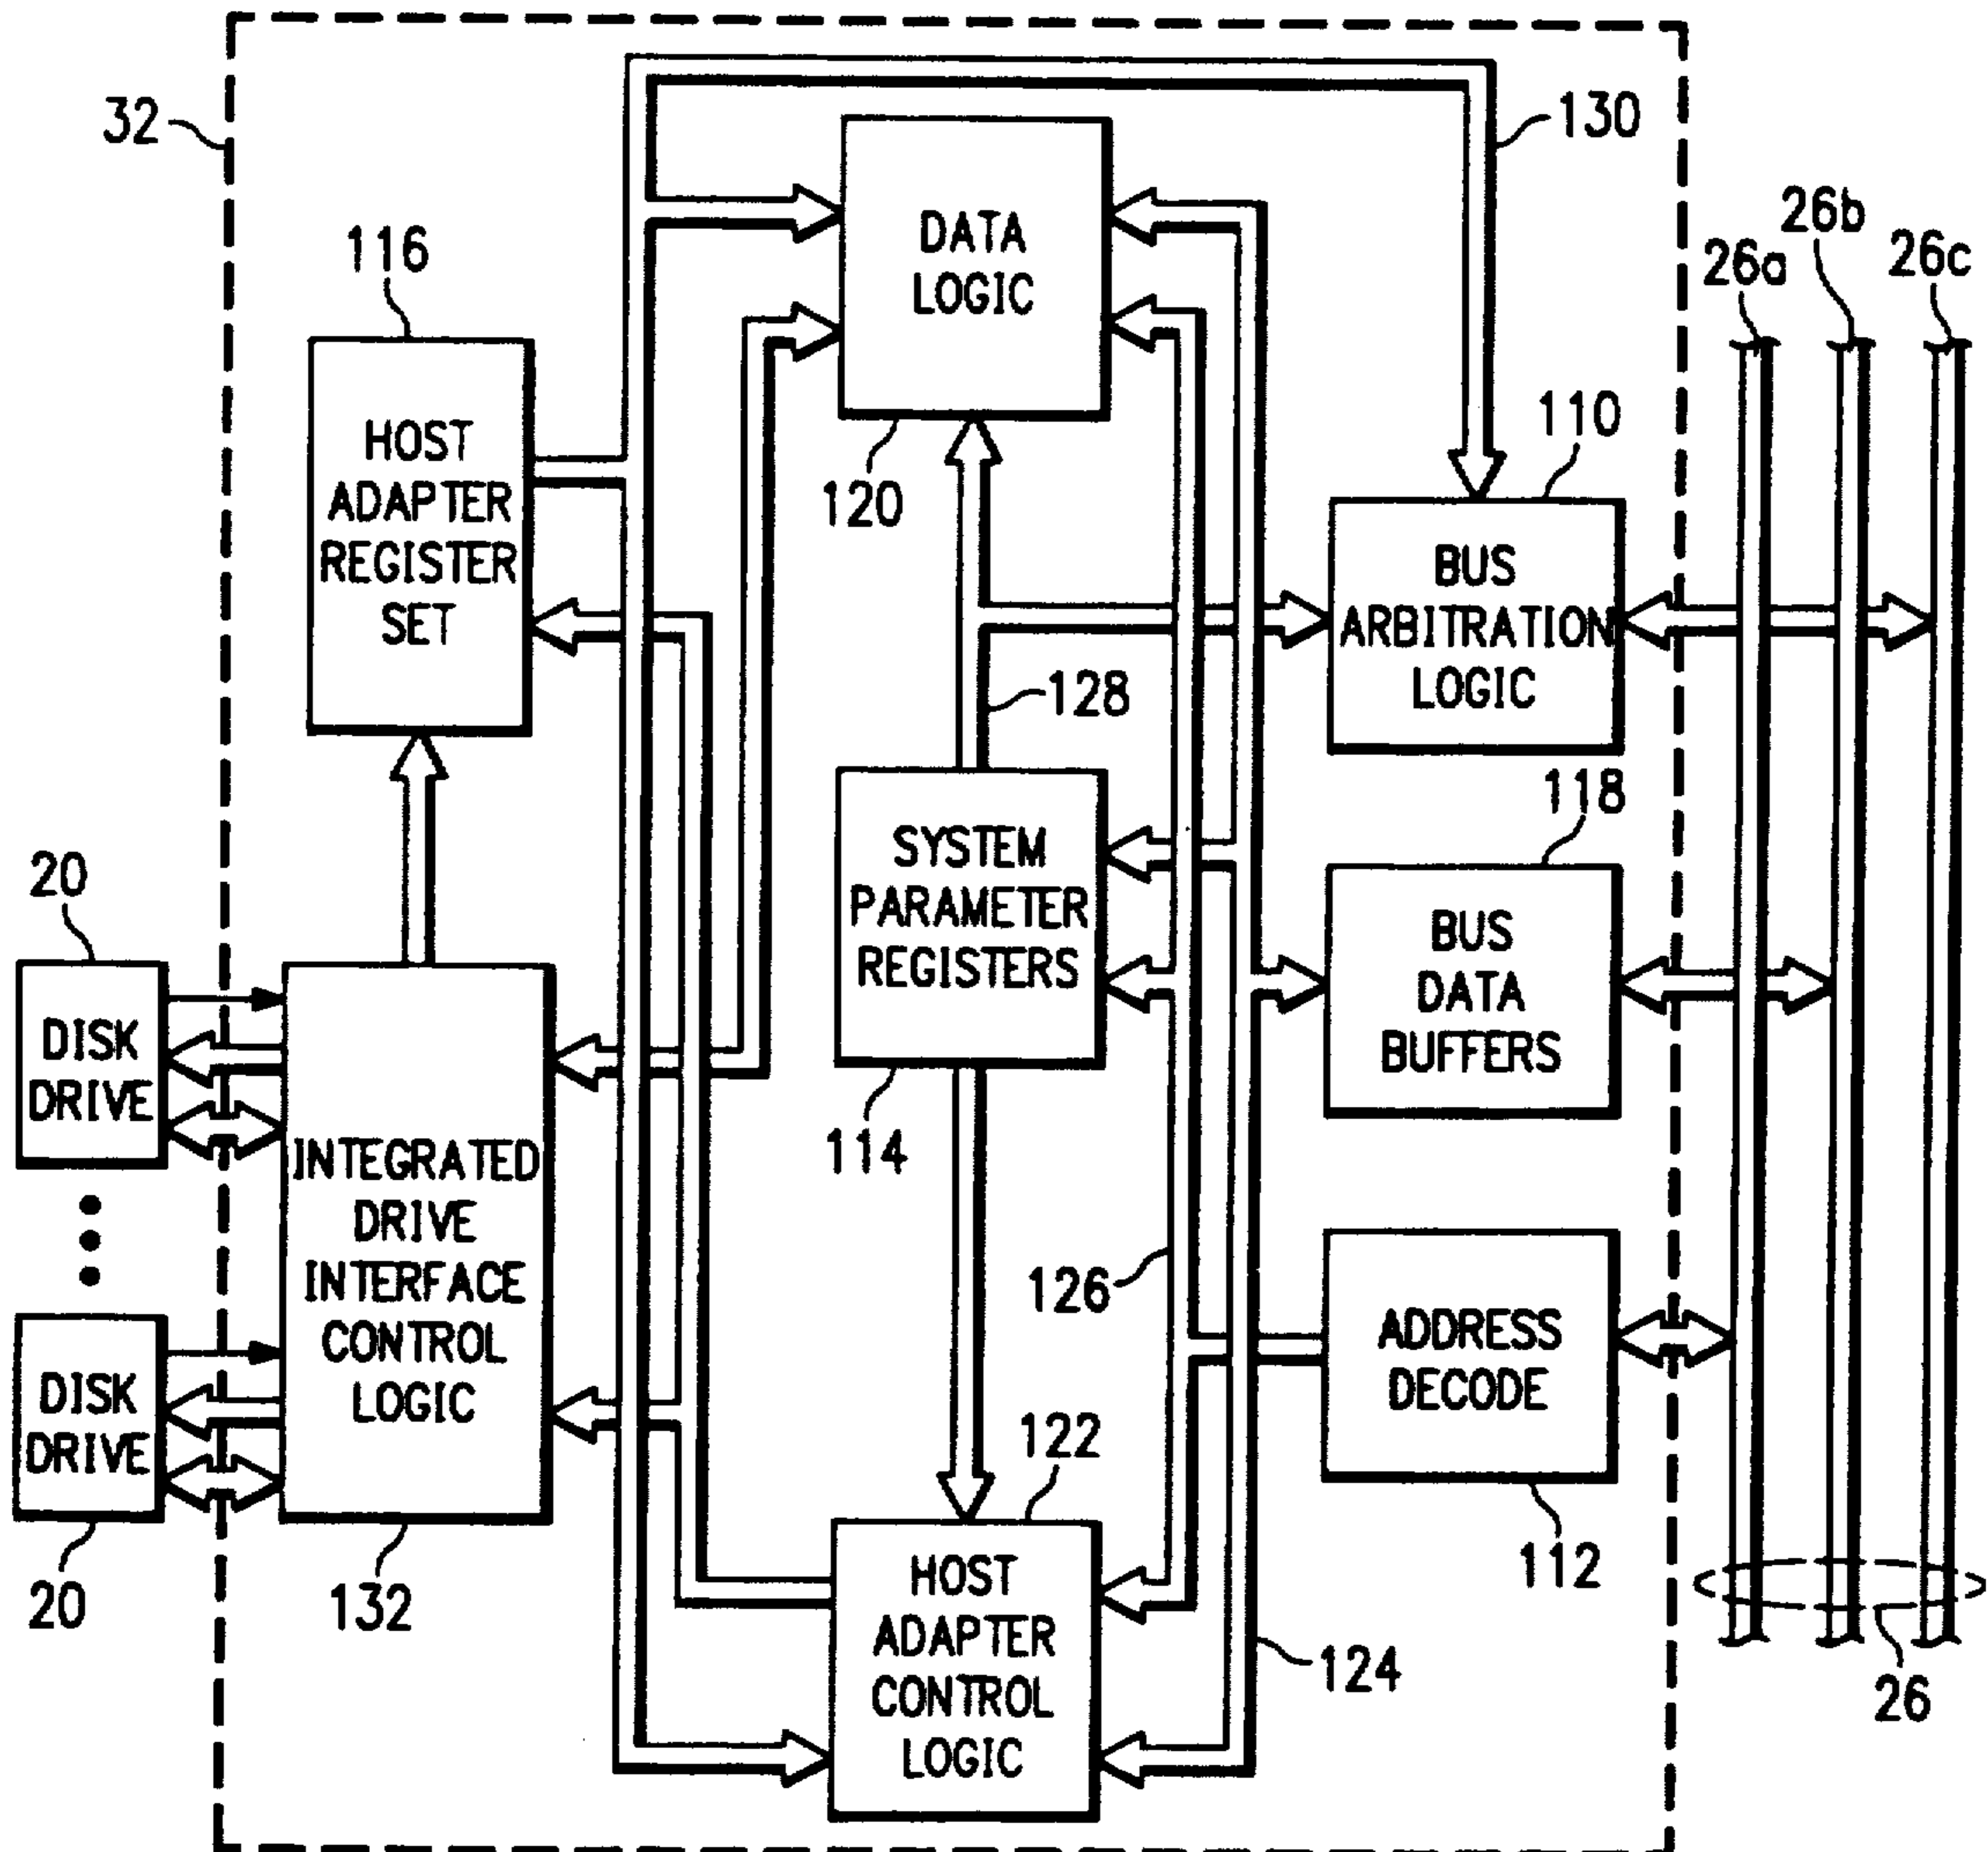 32
130
26b
26a
26c
116
DATA
LOGIC
110
HOST
ADAPTER
REGISTER
SET
120
BUS
ARBITRATION
LOGIC
128
118
20
SYSTEM
PARAMETER
REGISTERS
BUS
DATA
BUFFERS
DISK
DRIVE
114
INTEGRATED
DRIVE
INTERFACE
CONTROL
LOGIC
126
ADDRESS
DECODE
DISK
DRIVE
122
20
132
112
HOST
ADAPTER
CONTROL
LOGIC
124
26